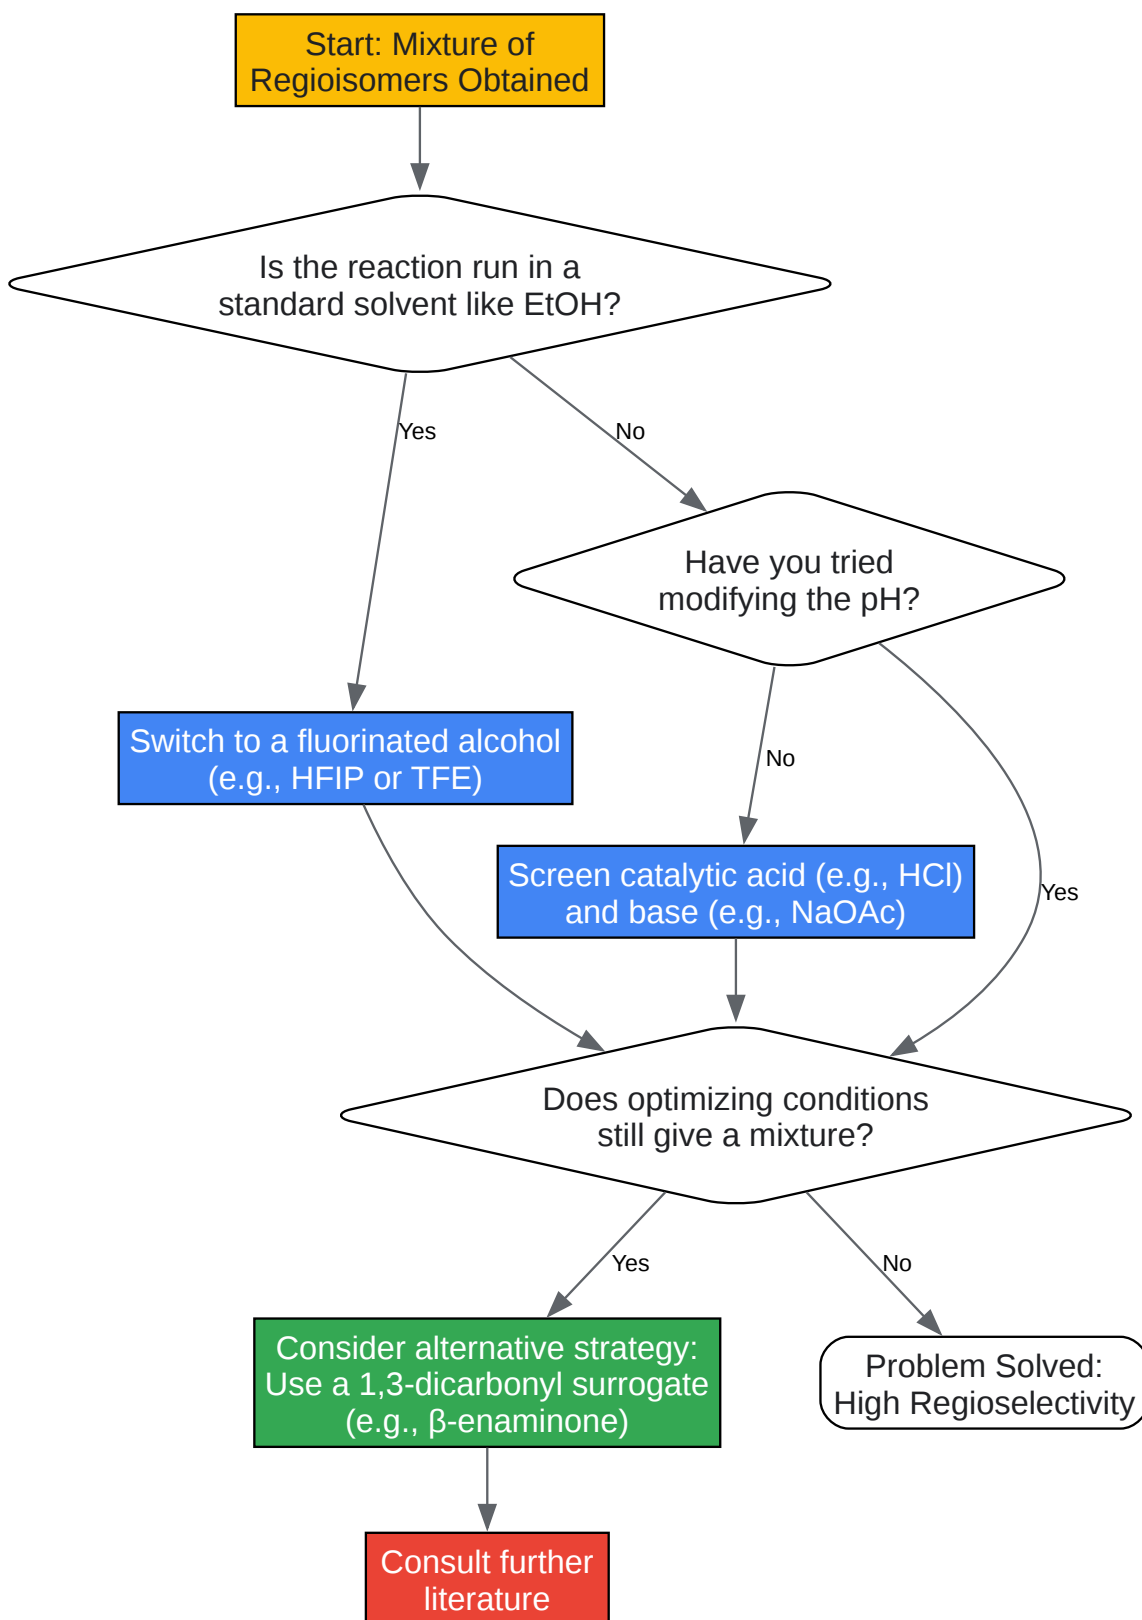 Start: Mixture of
Regioisomers Obtained
Is the reaction run in a
standard solvent like EtOH?
Yes
No
Have you tried
modifying the pH?
Switch to a fluorinated alcohol
(e.g., HFIP or TFE)
No
Screen catalytic acid (e.g., HCl)
and base (e.g., NaOAc)
Yes
Does optimizing conditions
still give a mixture?
Yes
No
Consider alternative strategy:
Use a 1,3-dicarbonyl surrogate
(e.g., β-enaminone)
Problem Solved:
High Regioselectivity
Consult further
literature